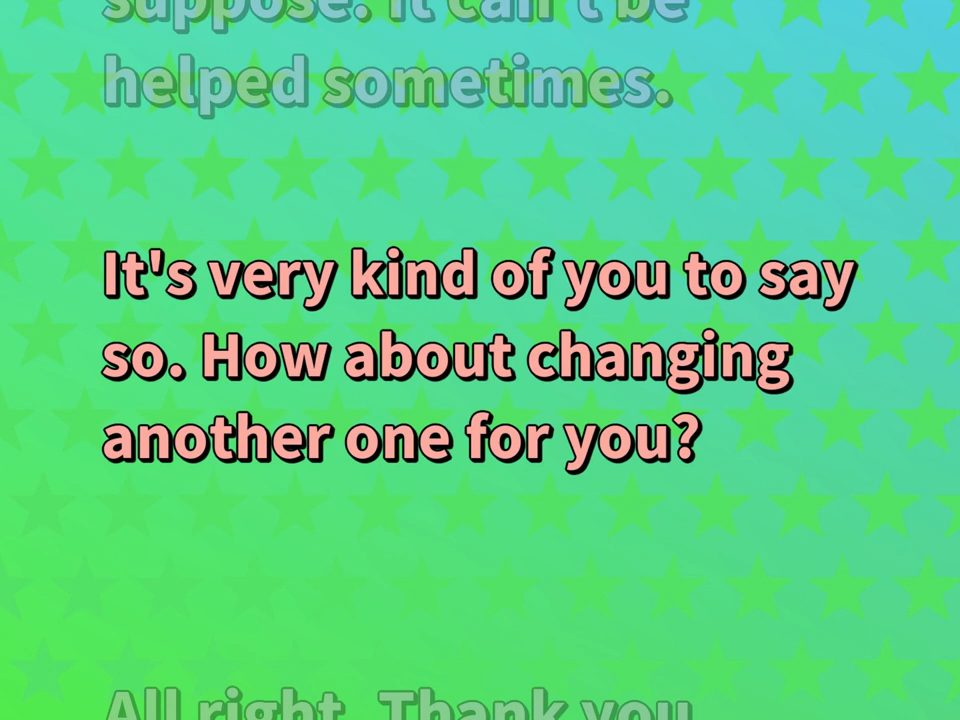 suppose. It can't be
helped sometimes.
It's very kind of you to say
so. How about changing
another one for you?
All right. Thank you